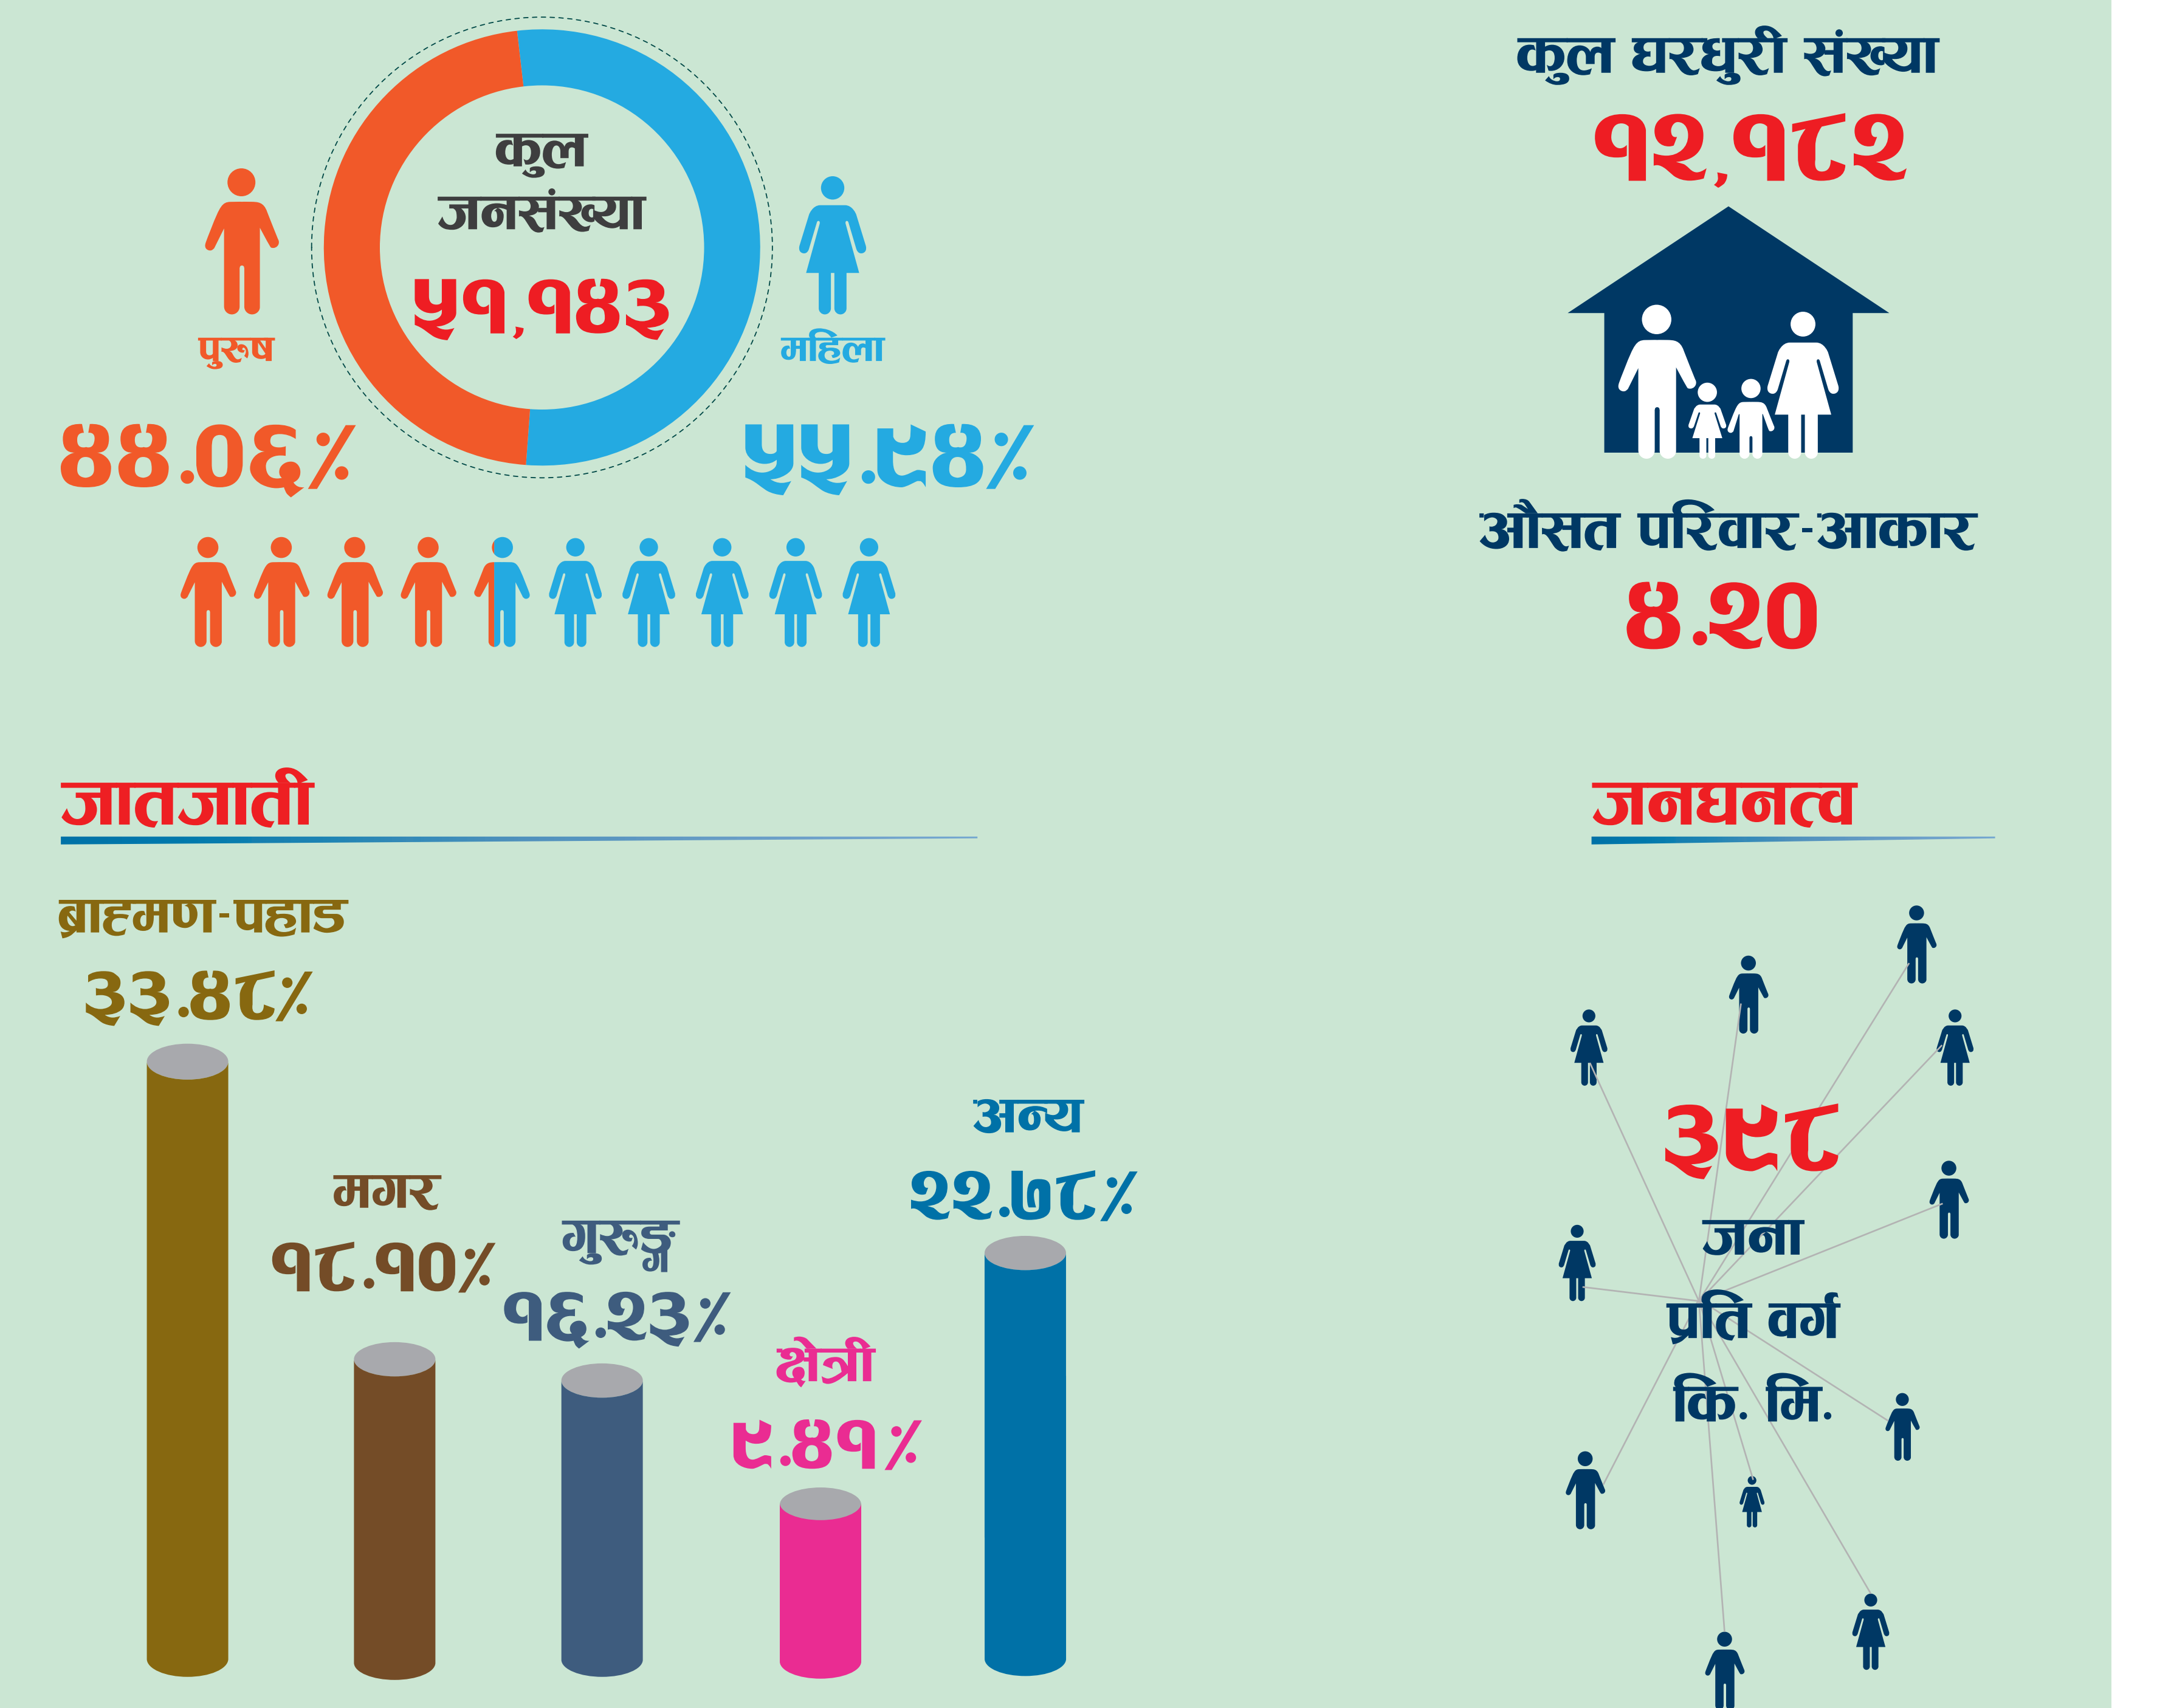 कुल
जनसंख्या
५१,१४३
पुरुष
४४.०६%
महिला
५५.९४%
कुल घरधुरी संख्या
१२,१८२
औसत परिवार-आकार
४.२०
जातजाती
ब्राहमण-पहाड
३३.४८%
मगर
१८.१०%
गुरुङ्ग
१६.२३%
क्षेत्री
९.४१%
अन्य
२२.७८%
जनघनत्व
३९८
जना
प्रति वर्ग
कि. मि.